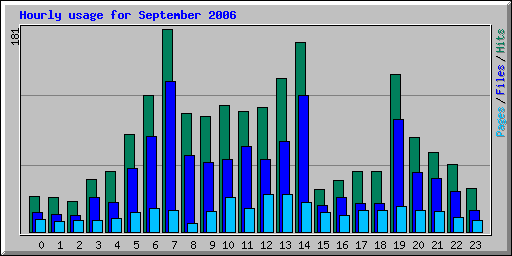 Hourly usage for September 2006
181
Pages / Files / Hits
0 1 2 3 4 5 6 7 8 9 10 11 12 13 14 15 16 17 18 19 20 21 22 23